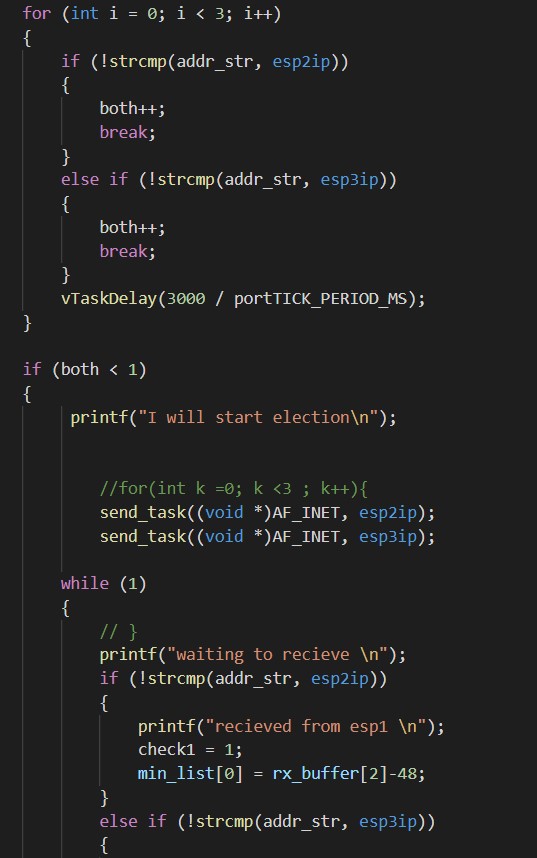 for (int i = 0; i < 3; i++)
{
if (!strcmp(addr_str, esp2ip))
{
both++;
break;
}
else if (!strcmp(addr_str, esp3ip))
{
both++;
break;
}
vTaskDelay(3000 / portTICK_PERIOD_MS);
}
if (both < 1)
{
printf("I will start election\n");
//for(int k =0; k <3 ; k++){
send_task((void *)AF_INET, esp2ip);
send_task((void *)AF_INET, esp3ip);
while (1)
{
// }
printf("waiting to recieve \n");
if (!strcmp(addr_str, esp2ip))
{
printf("recieved from esp1 \n");
check1 = 1;
min_list[0] = rx_buffer[2]-48;
}
else if (!strcmp(addr_str, esp3ip))
{